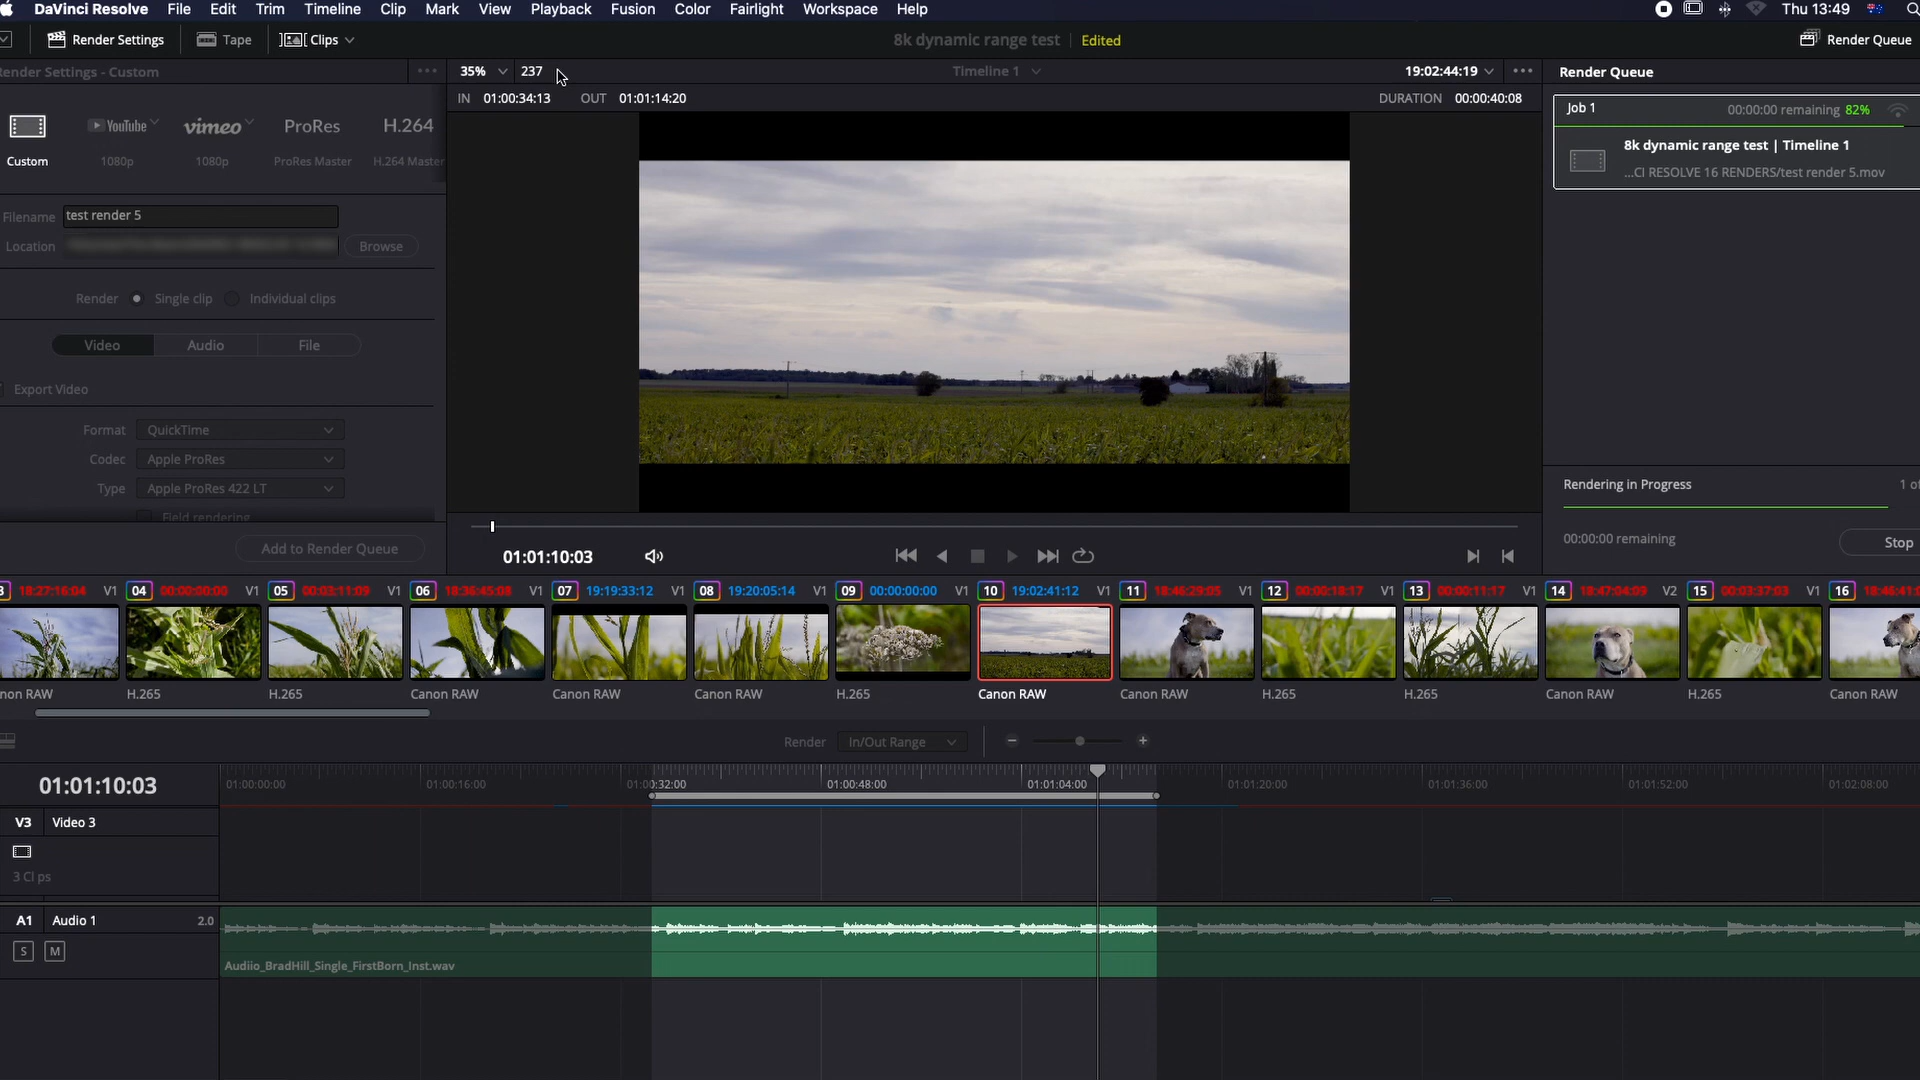 DaVinci Resolve File Edit Trim Timeline Clip Mark View Playback Fusion Color Fairlight Workspace Help Thu 13:49
Render Settings Tape Clips 8k dynamic range test Edited Render Queue
ender Settings - Custom 35% 237 Timeline 1 19:02:44:19 Render Queue
IN 01:00:34:13 OUT 01:01:14:20 DURATION 00:00:40:08
Job 1 00:00:00 remaining 82%
YouTube vimeo ProRes H.264
Custom 1080p 1080p ProRes Master H.264 Master
8k dynamic range test | Timeline 1
...CI RESOLVE 16 RENDERS/test render 5.mov
Filename test render 5
Location Browse
Render Single clip Individual clips
Video Audio File
Export Video
Format QuickTime
Codec Apple ProRes
Type Apple ProRes 422 LT
Field rendering
Rendering in Progress 1 of
00:00:00 remaining Stop
Add to Render Queue
01:01:10:03
3 18:27:16:04 V1 04 00:00:00:00 V1 05 00:03:11:09 V1 06 18:36:45:08 V1 07 19:19:33:12 V1 08 19:20:05:14 V1 09 00:00:00:00 V1 10 19:02:41:12 V1 11 18:46:29:05 V1 12 00:00:18:17 V1 13 00:00:11:17 V1 14 18:47:04:09 V2 15 00:03:37:03 V1 16 18:46:41:
non RAW H.265 H.265 Canon RAW Canon RAW Canon RAW H.265 Canon RAW Canon RAW H.265 H.265 Canon RAW H.265 Canon RAW
Render In/Out Range
01:01:10:03
01:00:00:00 01:00:16:00 01:00:32:00 01:00:48:00 01:01:04:00 01:01:20:00 01:01:36:00 01:01:52:00 01:02:08:00
V3 Video 3
3 Clips
A1 Audio 1 2.0
S M
Audiio_BradHill_Single_FirstBorn_Inst.wav